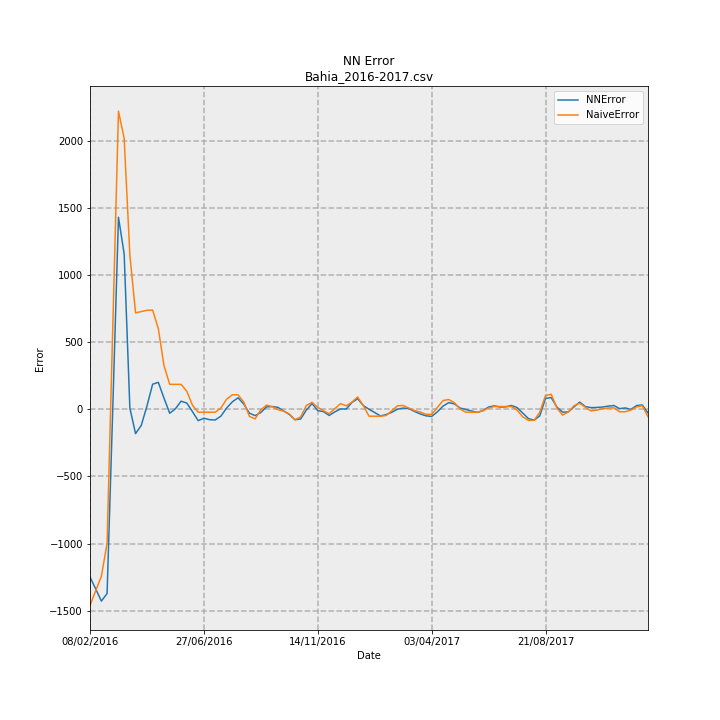 NN Error
Bahia_2016-2017.csv
NNError
NaiveError
Error
2000
1500
1000
500
0
−500
−1000
−1500
08/02/2016
27/06/2016
14/11/2016
03/04/2017
21/08/2017
Date